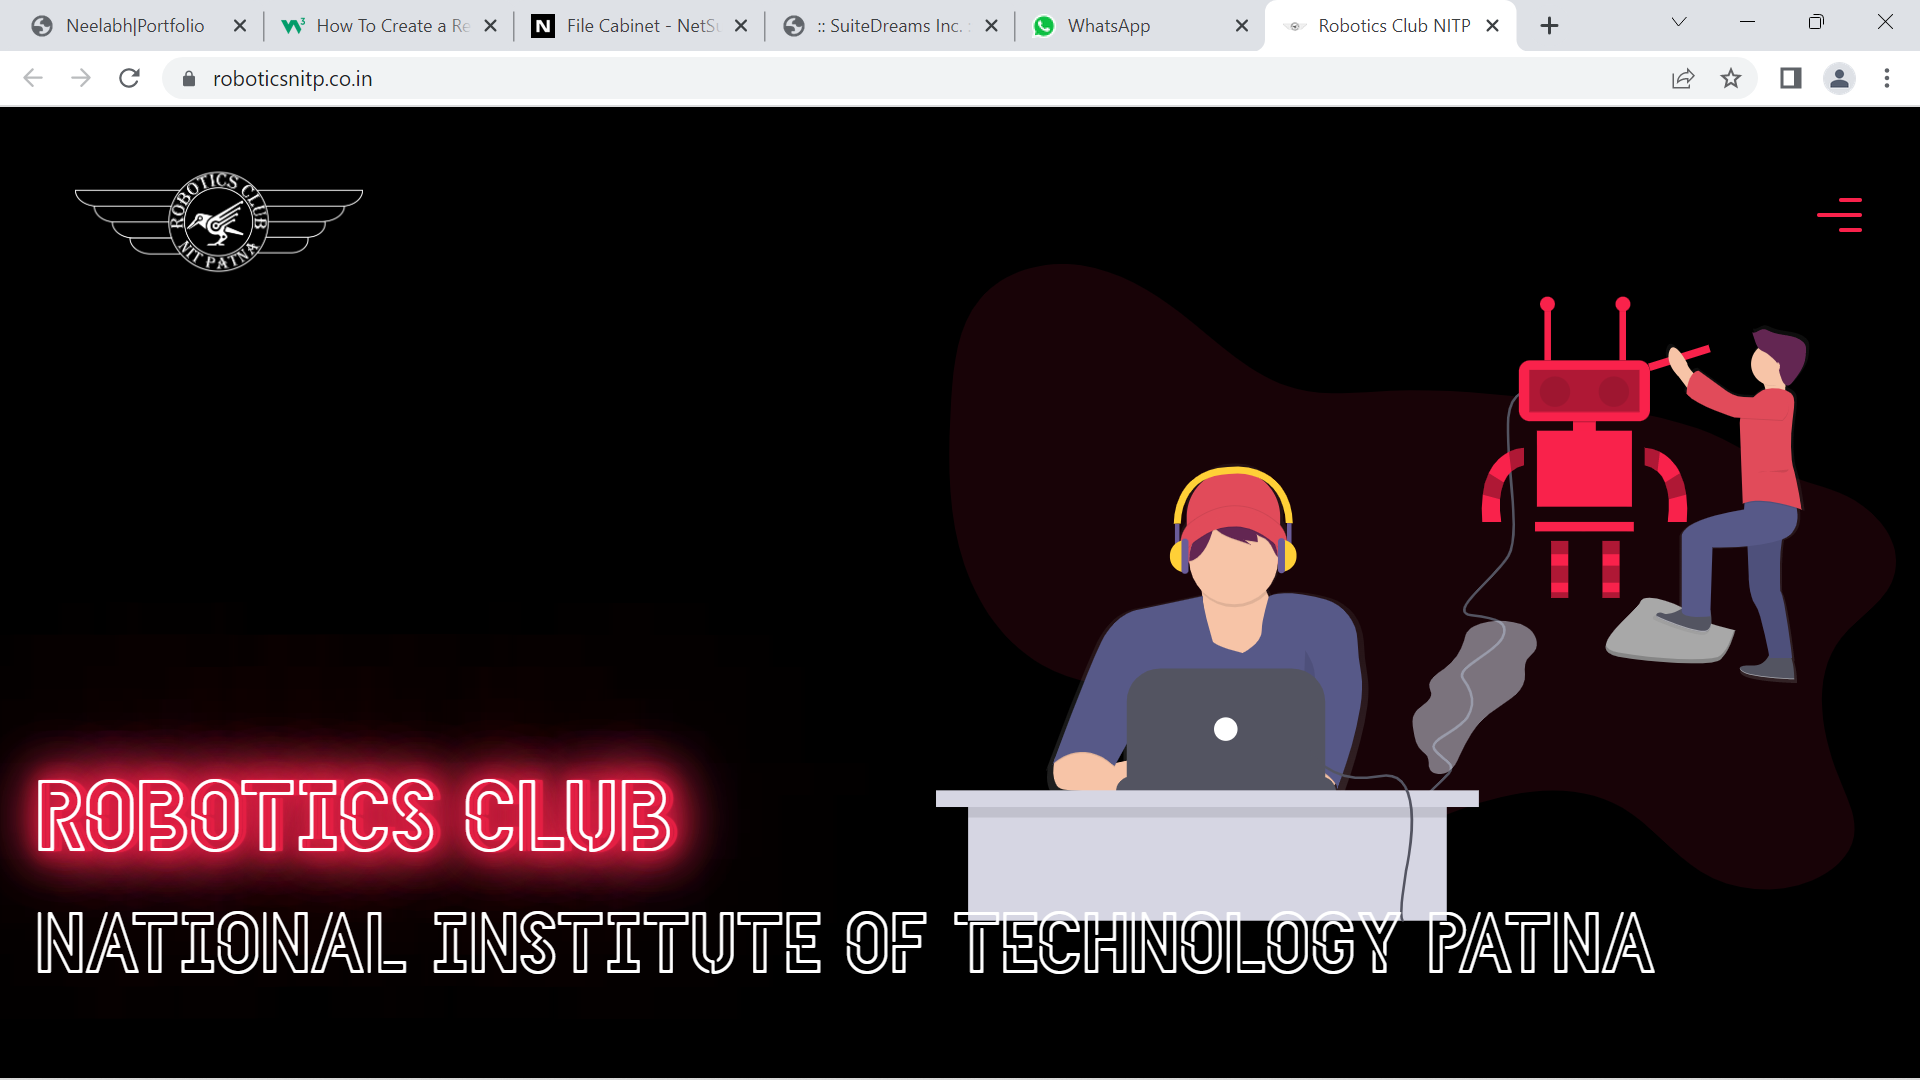 Neelabh|Portfolio
How To Create a Re
File Cabinet - NetSu
:: SuiteDreams Inc. :
WhatsApp
Robotics Club NITP
roboticsnitp.co.in
ROBOTICS CLUB
NIT PATNA
ROBOTICS CLUB
NATIONAL INSTITUTE OF TECHNOLOGY PATNA